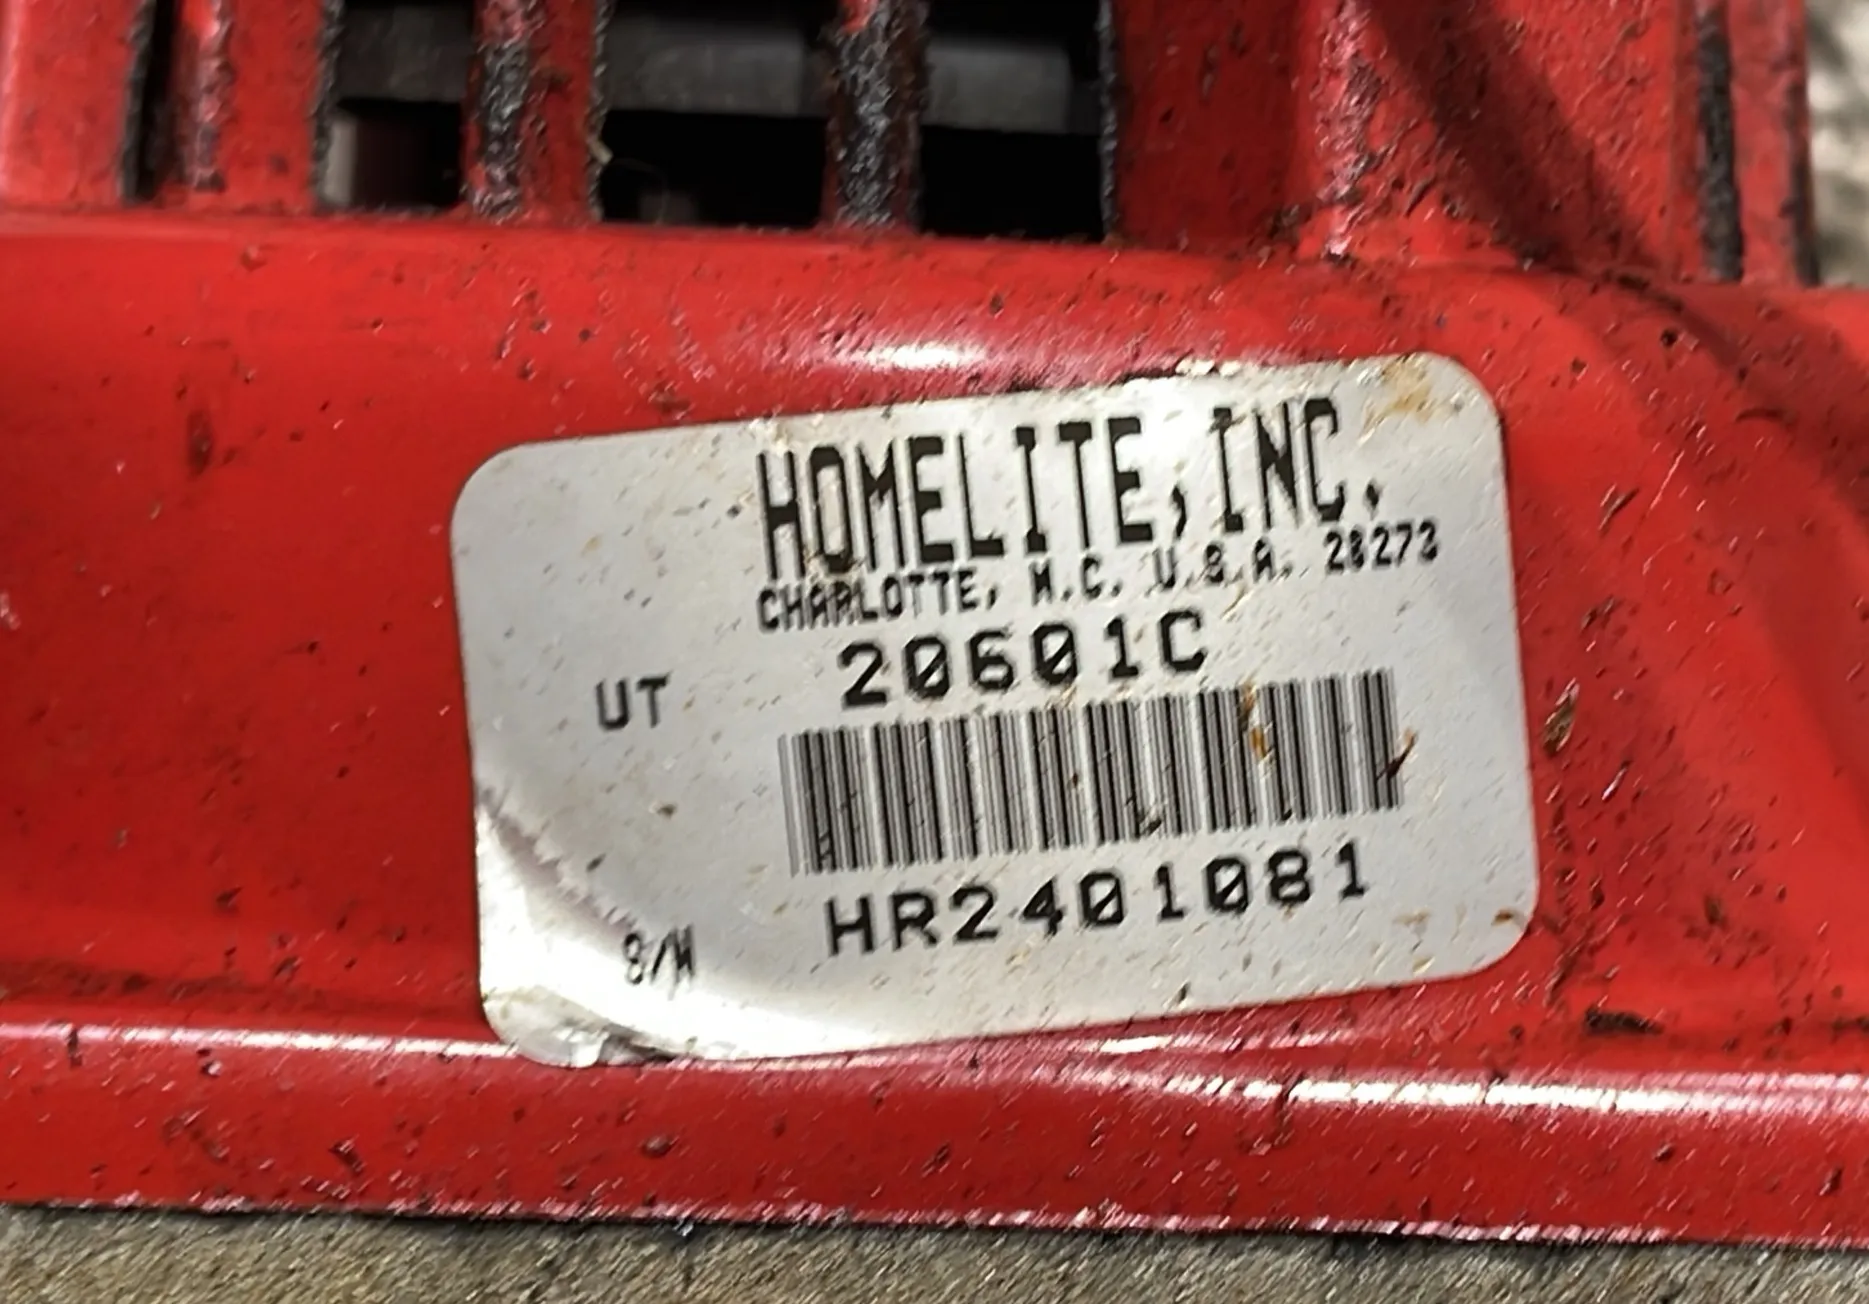 HOMELITE, INC.
CHARLOTTE, N.C. U.S.A. 28273
UT 20601C
S/N HR2401081